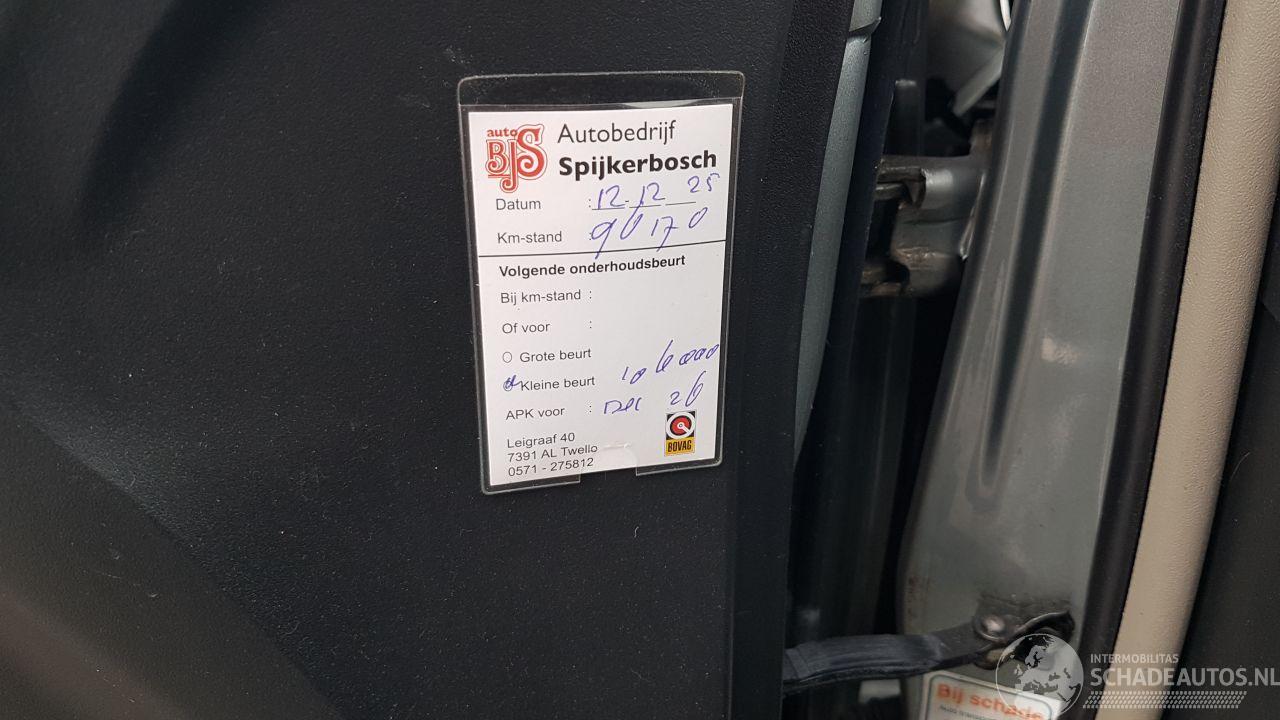 auto
BJS
Autobedrijf
Spijkerbosch
Datum : 12-12 25
Km-stand : 90170
Volgende onderhoudsbeurt
Bij km-stand :
Of voor :
Grote beurt
Kleine beurt
APK voor : Dec 26
Leigraaf 40
7391 AL Twello
0571 - 275812
BOVAG
Bij schade
INTERMOBILITAS
SCHADEAUTOS.NL